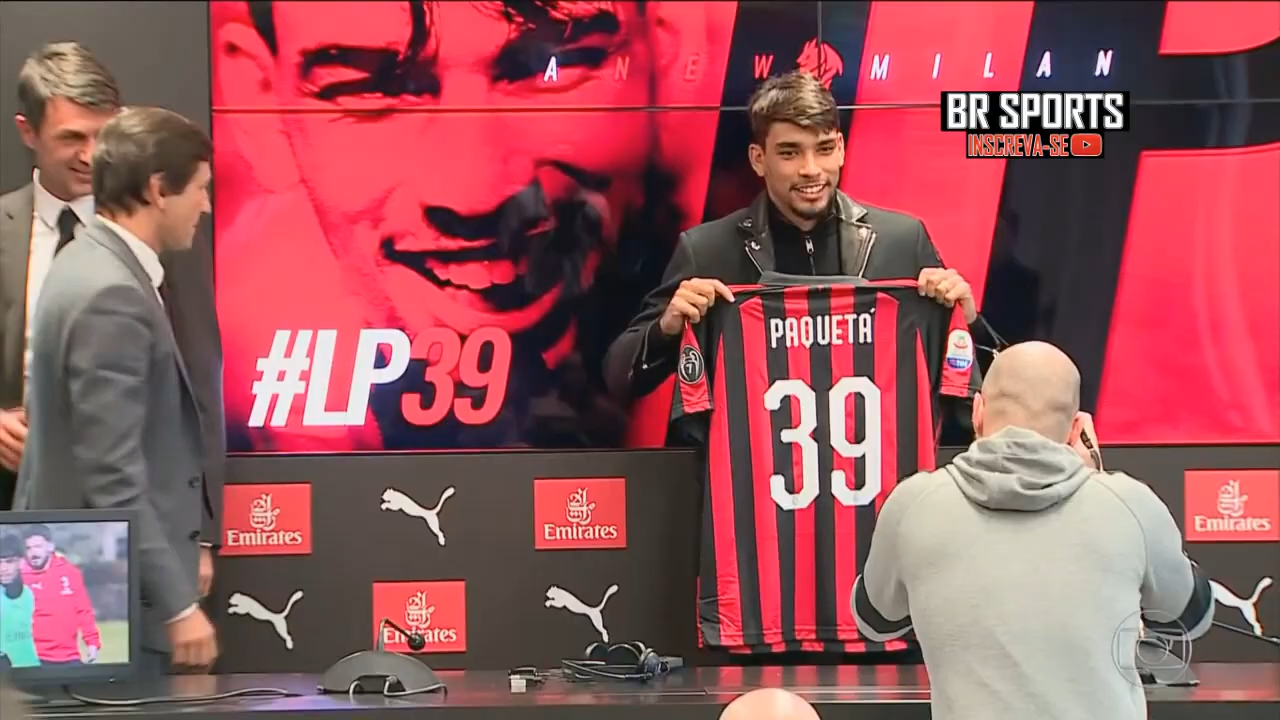 A NEW MILAN
BR SPORTS
INSCREVA-SE
#LP39
PAQUETÁ
39
Emirates
Emirates
Emirates
Emirates